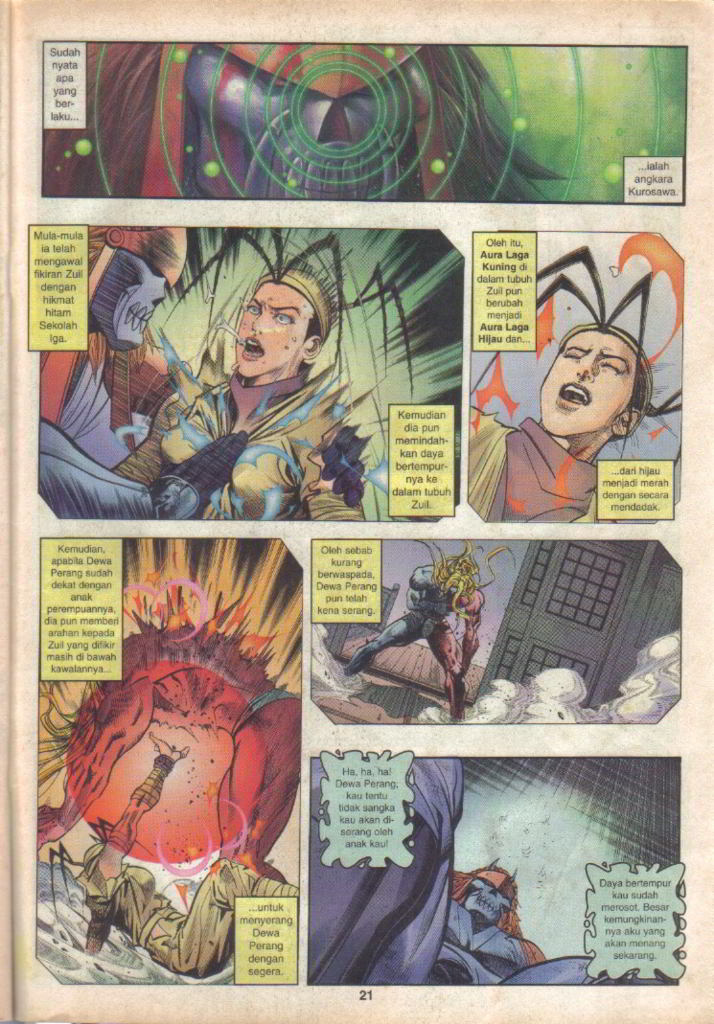 Sudah
nyata
apa
yang
ber-
laku...
...ialah
angkara
Kurosawa.
Mula-mula
ia telah
mengawal
fikiran Zuil
dengan
hikmat
hitam
Sekolah
Iga.
Kemudian
dia pun
memindah-
kan daya
bertempur-
nya ke
dalam tubuh
Zuil.
Oleh itu,
Aura Laga
Kuning di
dalam tubuh
Zuil pun
berubah
menjadi
Aura Laga
Hijau dan...
...dari hijau
menjadi merah
dengan secara
mendadak.
Kemudian,
apabila Dewa
Perang sudah
dekat dengan
anak
perempuannya,
dia pun memberi
arahan kepada
Zuil yang difikir
masih di bawah
kawalannya...
...untuk
menyerang
Dewa
Perang
dengan
segera.
Oleh sebab
kurang
berwaspada,
Dewa Perang
pun telah
kena serang.
Ha, ha, ha!
Dewa Perang,
kau tentu
tidak sangka
kau akan di-
serang oleh
anak kau!
Daya bertempur
kau sudah
merosot. Besar
kemungkinan-
nya aku yang
akan menang
sekarang.
21